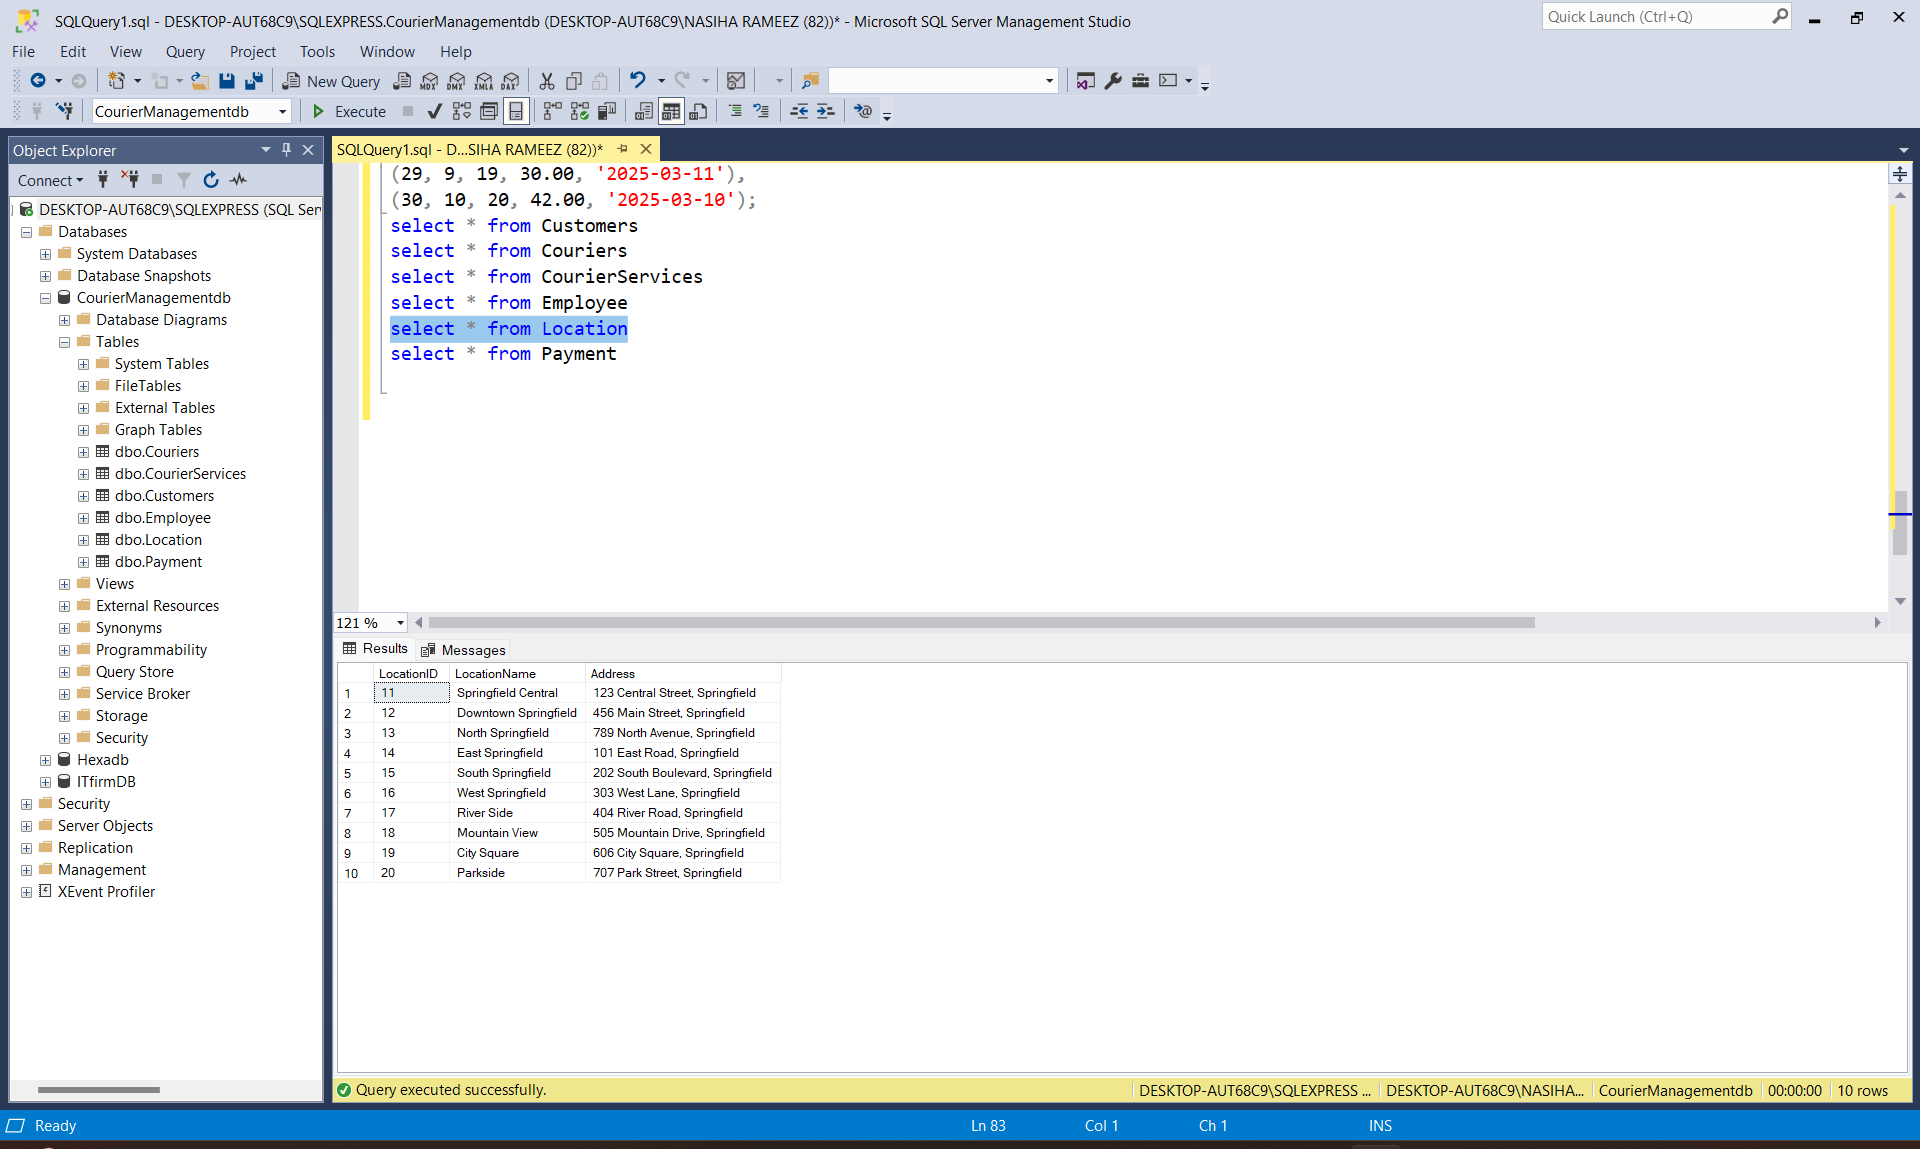 SQLQuery1.sql - DESKTOP-AUT68C9\SQLEXPRESS.CourierManagementdb (DESKTOP-AUT68C9\NASIHA RAMEEZ (82))* - Microsoft SQL Server Management Studio
Quick Launch (Ctrl+Q)
File Edit View Query Project Tools Window Help
New Query MDX DMX XMLA DAX
CourierManagementdb Execute
Object Explorer
Connect
DESKTOP-AUT68C9\SQLEXPRESS (SQL Ser
Databases
System Databases
Database Snapshots
CourierManagementdb
Database Diagrams
Tables
System Tables
FileTables
External Tables
Graph Tables
dbo.Couriers
dbo.CourierServices
dbo.Customers
dbo.Employee
dbo.Location
dbo.Payment
Views
External Resources
Synonyms
Programmability
Query Store
Service Broker
Storage
Security
Hexadb
ITfirmDB
Security
Server Objects
Replication
Management
XEvent Profiler
SQLQuery1.sql - D...SIHA RAMEEZ (82))*
(29, 9, 19, 30.00, '2025-03-11'),
(30, 10, 20, 42.00, '2025-03-10');
select * from Customers
select * from Couriers
select * from CourierServices
select * from Employee
select * from Location
select * from Payment
121 %
Results Messages
LocationID LocationName Address
1 11 Springfield Central 123 Central Street, Springfield
2 12 Downtown Springfield 456 Main Street, Springfield
3 13 North Springfield 789 North Avenue, Springfield
4 14 East Springfield 101 East Road, Springfield
5 15 South Springfield 202 South Boulevard, Springfield
6 16 West Springfield 303 West Lane, Springfield
7 17 River Side 404 River Road, Springfield
8 18 Mountain View 505 Mountain Drive, Springfield
9 19 City Square 606 City Square, Springfield
10 20 Parkside 707 Park Street, Springfield
Query executed successfully.
DESKTOP-AUT68C9\SQLEXPRESS ... DESKTOP-AUT68C9\NASIHA... CourierManagementdb 00:00:00 10 rows
Ready Ln 83 Col 1 Ch 1 INS